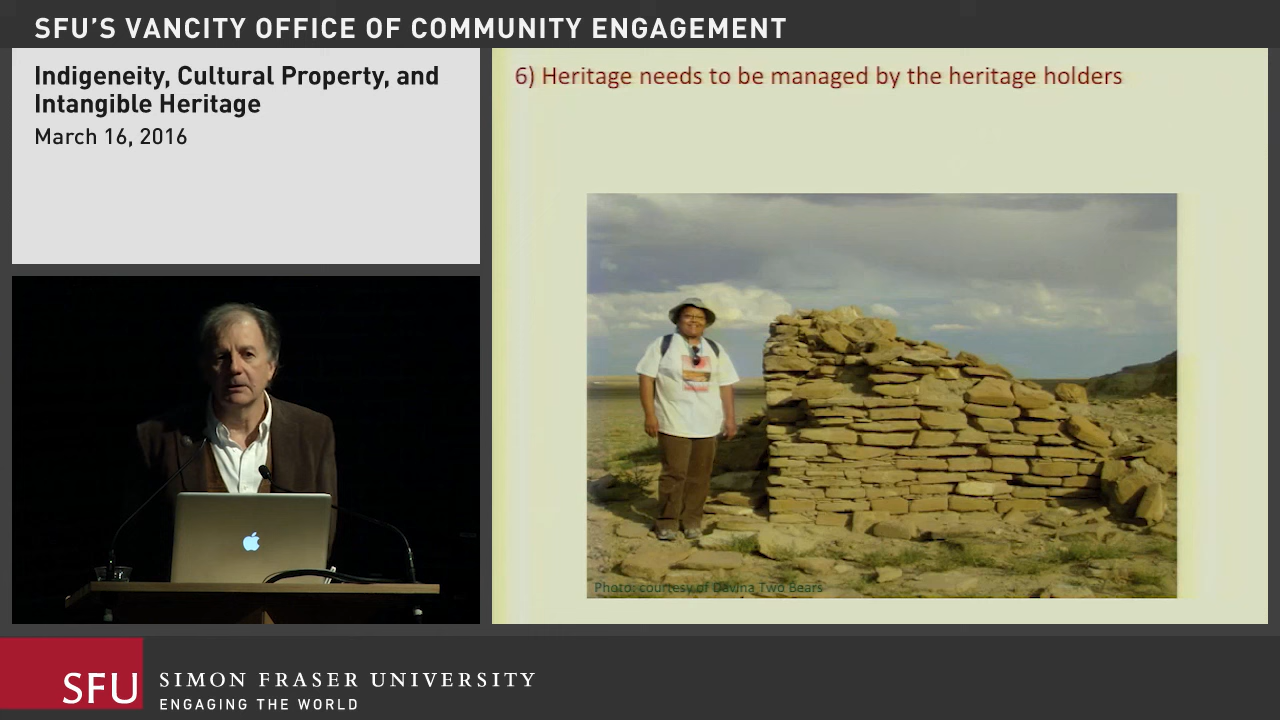 SFU'S VANCITY OFFICE OF COMMUNITY ENGAGEMENT
Indigeneity, Cultural Property, and
Intangible Heritage
March 16, 2016
6) Heritage needs to be managed by the heritage holders
Photo: courtesy of Davina Two Bears
SFU
SIMON FRASER UNIVERSITY
ENGAGING THE WORLD